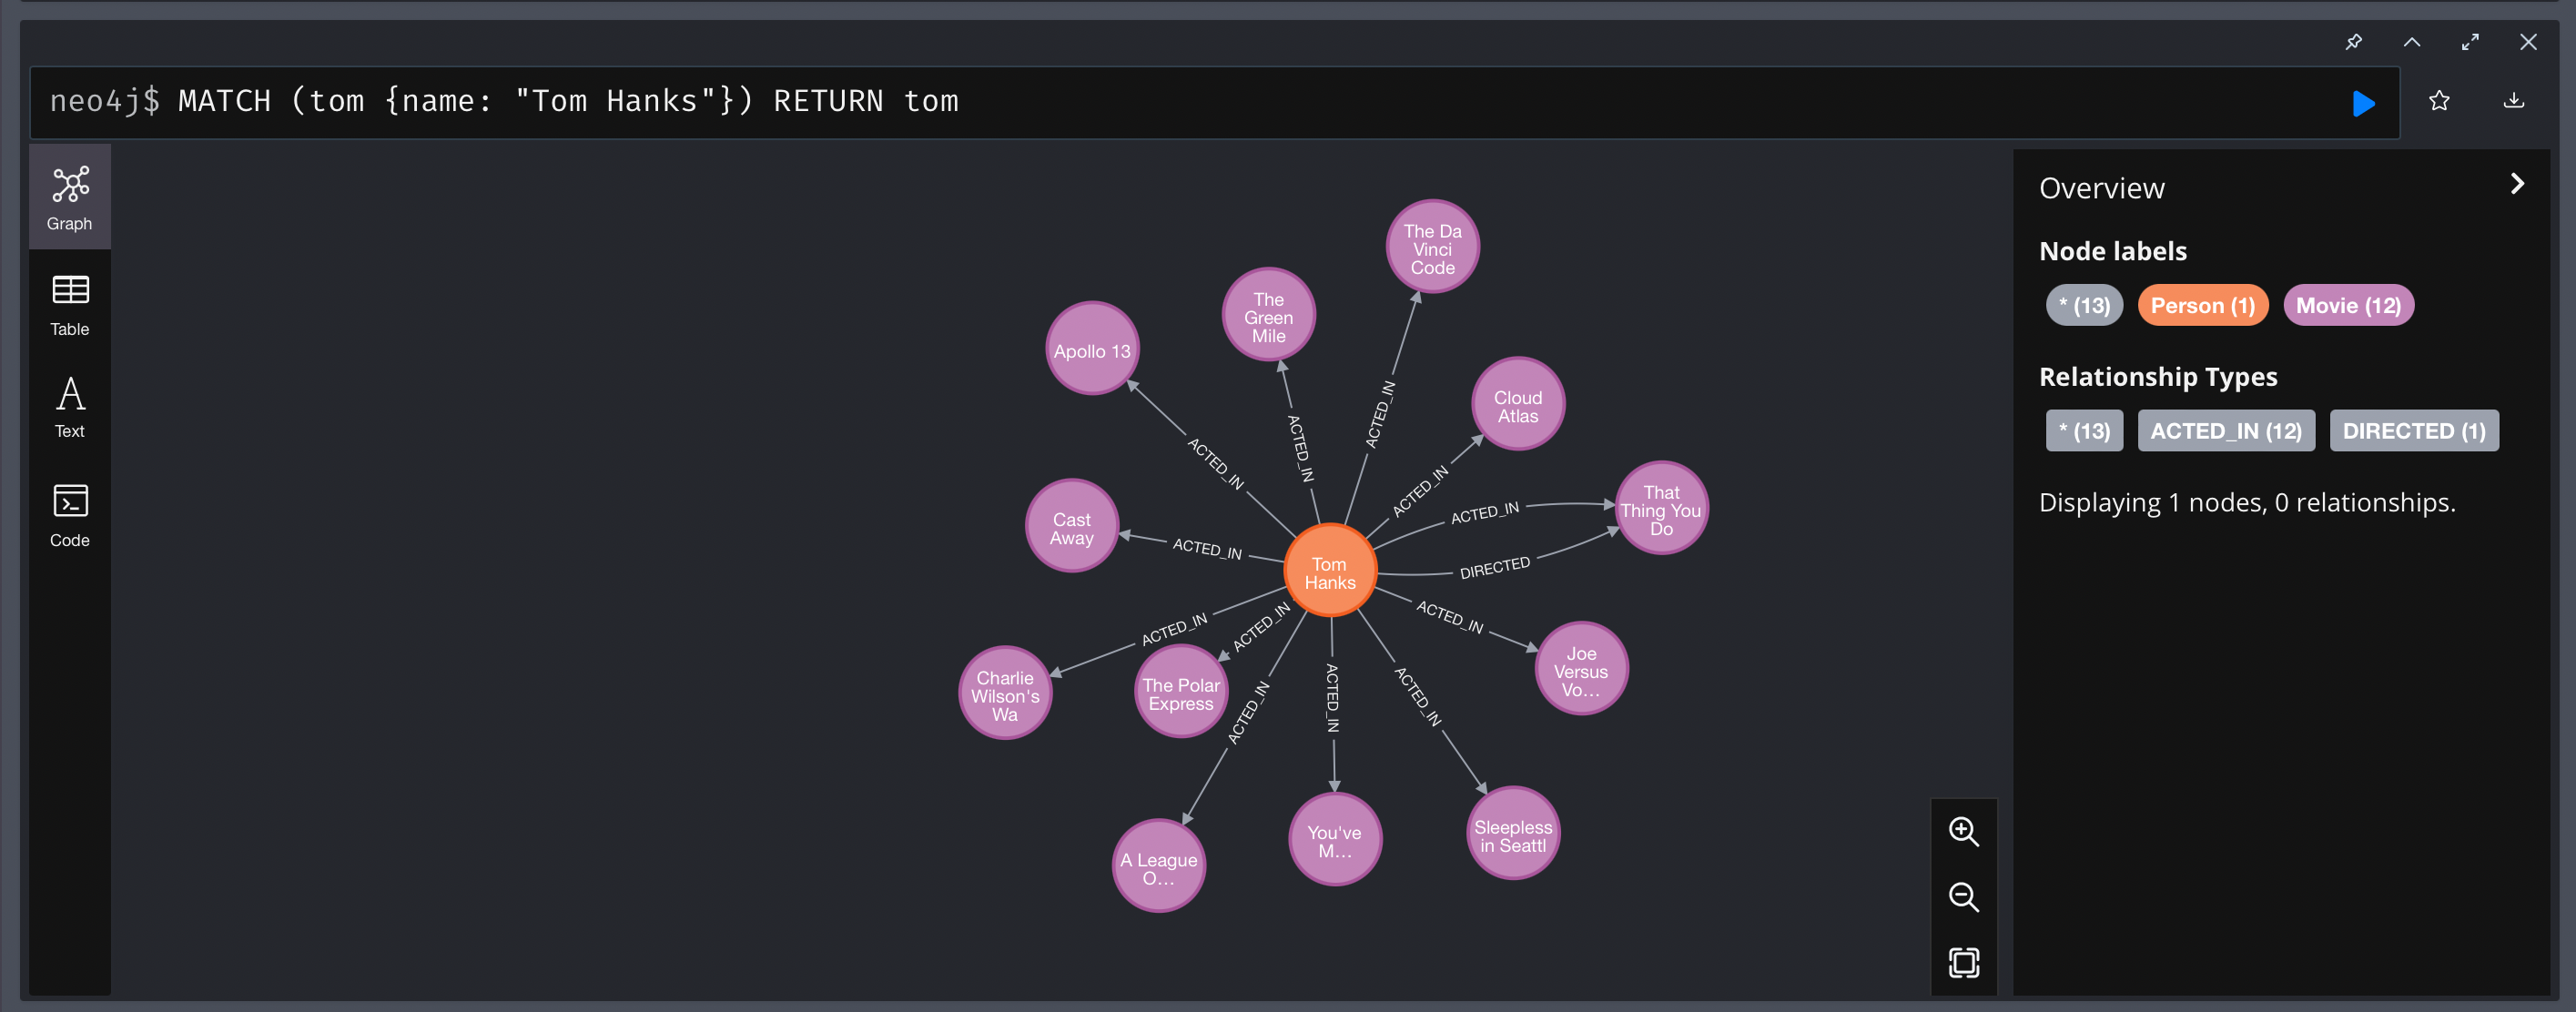 neo4j$ MATCH (tom {name: "Tom Hanks"}) RETURN tom
Graph
Table
Text
Code
The Da
Vinci
Code
The
Green
Mile
Apollo 13
Cloud
Atlas
That
Thing You
Do
Cast
Away
Tom
Hanks
Joe
Versus
Vo...
Charlie
Wilson's
Wa
The Polar
Express
A League
O...
You've
M...
Sleepless
in Seattl
ACTED_IN
ACTED_IN
ACTED_IN
ACTED_IN
ACTED_IN
DIRECTED
ACTED_IN
ACTED_IN
ACTED_IN
ACTED_IN
ACTED_IN
ACTED_IN
ACTED_IN
Overview
Node labels
* (13) Person (1) Movie (12)
Relationship Types
* (13) ACTED_IN (12) DIRECTED (1)
Displaying 1 nodes, 0 relationships.